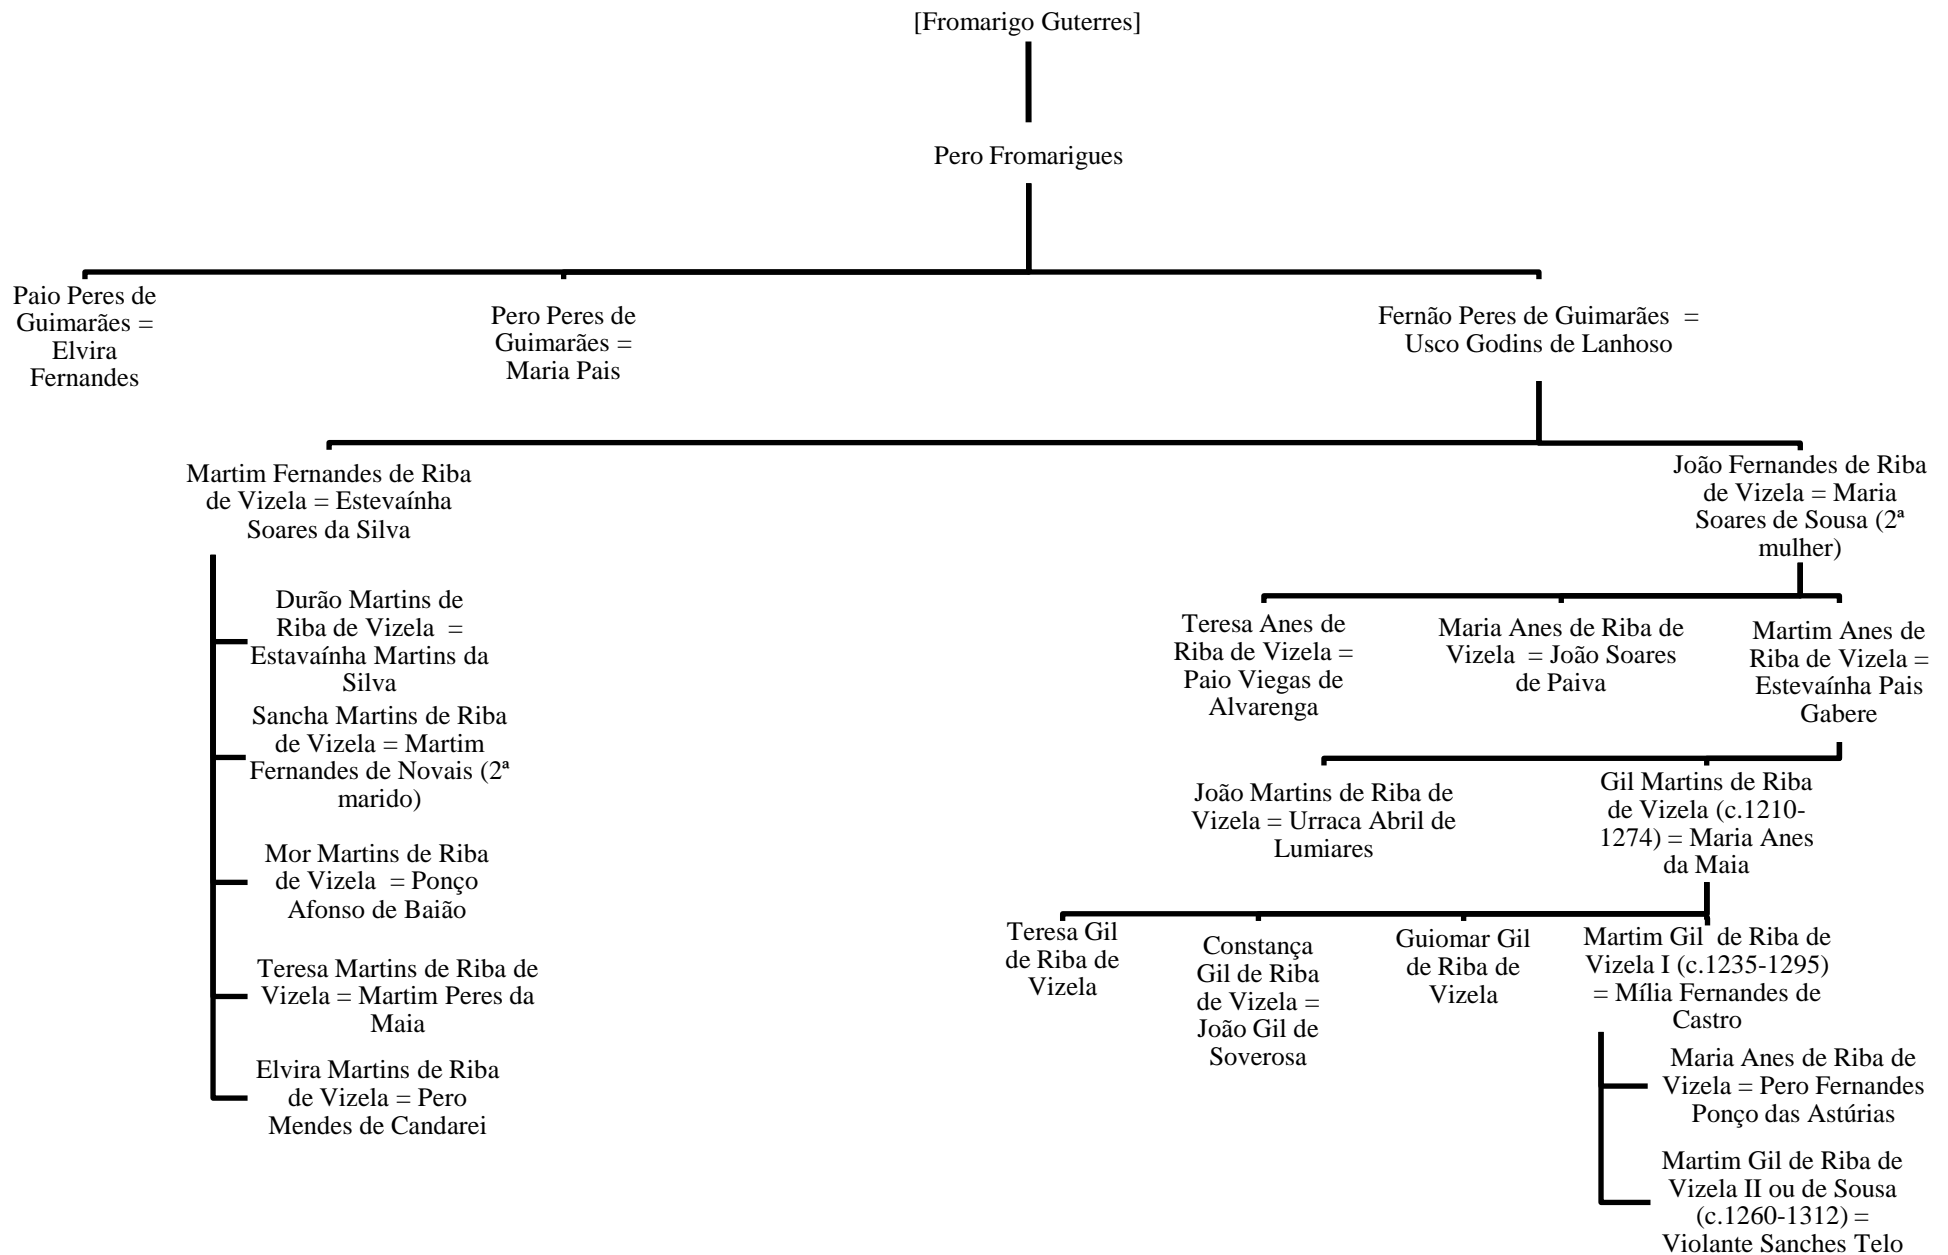 [Fromarigo Guterres]
Pero Fromarigues
Paio Peres de
Guimarães =
Elvira
Fernandes
Pero Peres de
Guimarães =
Maria Pais
Fernão Peres de Guimarães  =
Usco Godins de Lanhoso
Martim Fernandes de Riba
de Vizela = Estevaínha
Soares da Silva
João Fernandes de Riba
de Vizela = Maria
Soares de Sousa (2ª
mulher)
Durão Martins de
Riba de Vizela  =
Estavaínha Martins da
Silva
Sancha Martins de Riba
de Vizela = Martim
Fernandes de Novais (2ª
marido)
Mor Martins de Riba
de Vizela  = Ponço
Afonso de Baião
Teresa Martins de Riba de
Vizela = Martim Peres da
Maia
Elvira Martins de Riba
de Vizela = Pero
Mendes de Candarei
Teresa Anes de
Riba de Vizela =
Paio Viegas de
Alvarenga
Maria Anes de Riba de
Vizela  = João Soares
de Paiva
Martim Anes de
Riba de Vizela =
Estevaínha Pais
Gabere
João Martins de Riba de
Vizela = Urraca Abril de
Lumiares
Gil Martins de Riba
de Vizela (c.1210-
1274) = Maria Anes
da Maia
Teresa Gil
de Riba de
Vizela
Constança
Gil de Riba
de Vizela =
João Gil de
Soverosa
Guiomar Gil
de Riba de
Vizela
Martim Gil  de Riba de
Vizela I (c.1235-1295)
= Mília Fernandes de
Castro
Maria Anes de Riba de
Vizela = Pero Fernandes
Ponço das Astúrias
Martim Gil de Riba de
Vizela II ou de Sousa
(c.1260-1312) =
Violante Sanches Telo